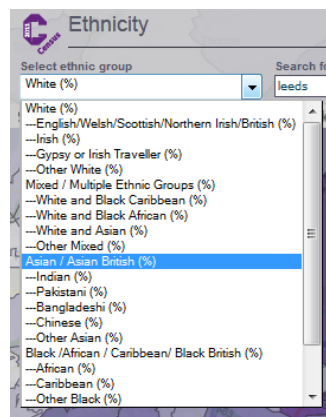 2011
Census
Ethnicity
Select ethnic group
Search fo
White (%)
leeds
White (%)
---English/Welsh/Scottish/Northern Irish/British (%)
---Irish (%)
---Gypsy or Irish Traveller (%)
---Other White (%)
Mixed / Multiple Ethnic Groups (%)
---White and Black Caribbean (%)
---White and Black African (%)
---White and Asian (%)
---Other Mixed (%)
Asian / Asian British (%)
---Indian (%)
---Pakistani (%)
---Bangladeshi (%)
---Chinese (%)
---Other Asian (%)
Black /African / Caribbean/ Black British (%)
---African (%)
---Caribbean (%)
---Other Black (%)